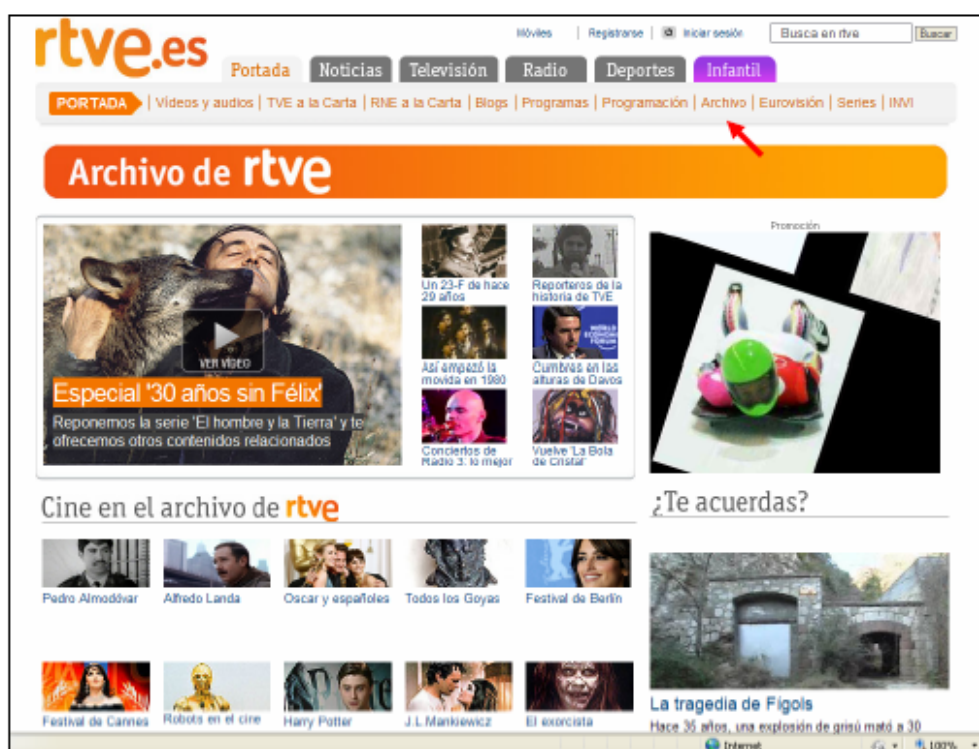 rtve.es
Móviles | Registrarse | Iniciar sesión
Busca en rtve
Buscar
Portada Noticias Televisión Radio Deportes Infantil
PORTADA | Vídeos y audios | TVE a la Carta | RNE a la Carta | Blogs | Programas | Programación | Archivo | Eurovisión | Series | INVI
Archivo de rtve
VER VÍDEO
Especial '30 años sin Félix'
Reponemos la serie 'El hombre y la Tierra' y te
ofrecemos otros contenidos relacionados
Un 23-F de hace
29 años
Reporteros de la
historia de TVE
Así empezó la
movida en 1980
WORLD
ECONOMIC
FORUM
Cumbres en las
alturas de Davos
Conciertos de
Radio 3: lo mejor
Vuelve 'La Bola
de Cristal'
Promoción
Cine en el archivo de rtve
Pedro Almodóvar
Alfredo Landa
Oscar y españoles
Todos los Goyas
Festival de Berlín
Festival de Cannes
Robots en el cine
Harry Potter
J.L.Mankiewicz
El exorcista
¿Te acuerdas?
La tragedia de Fígols
Hace 35 años, una explosión de grisú mató a 30
Internet
100%